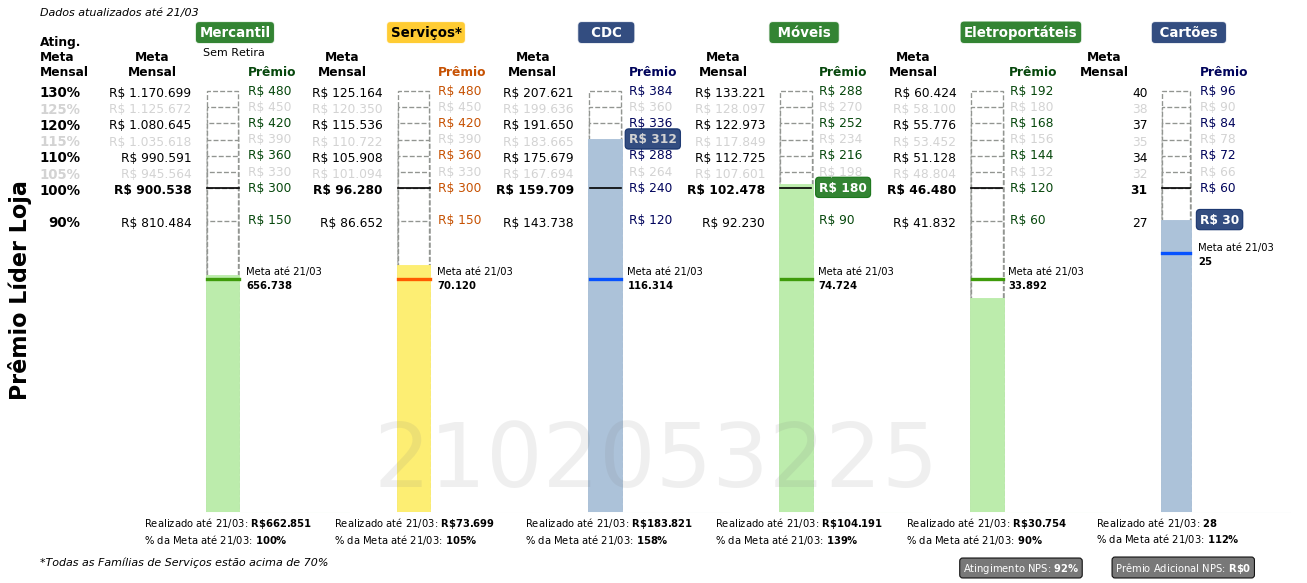 Dados atualizados até 21/03
Mercantil Serviços* CDC Móveis Eletroportáteis Cartões
Sem Retira
Ating. Meta Mensal
Meta Mensal Prêmio Meta Mensal Prêmio Meta Mensal Prêmio Meta Mensal Prêmio Meta Mensal Prêmio Meta Mensal Prêmio
130% R$ 1.170.699 R$ 480 R$ 125.164 R$ 480 R$ 207.621 R$ 384 R$ 133.221 R$ 288 R$ 60.424 R$ 192 40 R$ 96
125% R$ 1.125.672 R$ 450 R$ 120.350 R$ 450 R$ 199.636 R$ 360 R$ 128.097 R$ 270 R$ 58.100 R$ 180 38 R$ 90
120% R$ 1.080.645 R$ 420 R$ 115.536 R$ 420 R$ 191.650 R$ 336 R$ 122.973 R$ 252 R$ 55.776 R$ 168 37 R$ 84
115% R$ 1.035.618 R$ 390 R$ 110.722 R$ 390 R$ 183.665 R$ 312 R$ 117.849 R$ 234 R$ 53.452 R$ 156 35 R$ 78
110% R$ 990.591 R$ 360 R$ 105.908 R$ 360 R$ 175.679 R$ 288 R$ 112.725 R$ 216 R$ 51.128 R$ 144 34 R$ 72
105% R$ 945.564 R$ 330 R$ 101.094 R$ 330 R$ 167.694 R$ 264 R$ 107.601 R$ 198 R$ 48.804 R$ 132 32 R$ 66
100% R$ 900.538 R$ 300 R$ 96.280 R$ 300 R$ 159.709 R$ 240 R$ 102.478 R$ 180 R$ 46.480 R$ 120 31 R$ 60
90% R$ 810.484 R$ 150 R$ 86.652 R$ 150 R$ 143.738 R$ 120 R$ 92.230 R$ 90 R$ 41.832 R$ 60 27 R$ 30
Meta até 21/03 Meta até 21/03 Meta até 21/03 Meta até 21/03 Meta até 21/03 Meta até 21/03
656.738 70.120 116.314 74.724 33.892 25
Prêmio Líder Loja
2102053225
Realizado até 21/03: R$662.851 Realizado até 21/03: R$73.699 Realizado até 21/03: R$183.821 Realizado até 21/03: R$104.191 Realizado até 21/03: R$30.754 Realizado até 21/03: 28
% da Meta até 21/03: 100% % da Meta até 21/03: 105% % da Meta até 21/03: 158% % da Meta até 21/03: 139% % da Meta até 21/03: 90% % da Meta até 21/03: 112%
*Todas as Famílias de Serviços estão acima de 70%
Atingimento NPS: 92% Prêmio Adicional NPS: R$0